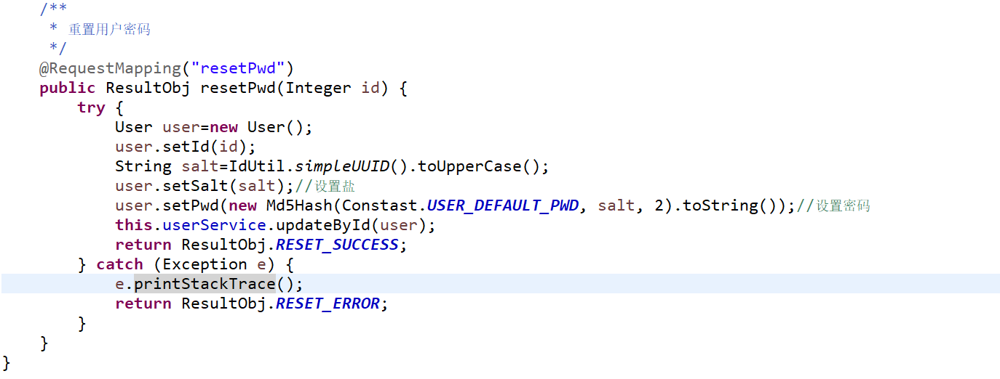 /**
 * 重置用户密码
 */
@RequestMapping("resetPwd")
public ResultObj resetPwd(Integer id) {
    try {
        User user=new User();
        user.setId(id);
        String salt=IdUtil.simpleUUID().toUpperCase();
        user.setSalt(salt);//设置盐
        user.setPwd(new Md5Hash(Constast.USER_DEFAULT_PWD, salt, 2).toString());//设置密码
        this.userService.updateById(user);
        return ResultObj.RESET_SUCCESS;
    } catch (Exception e) {
        e.printStackTrace();
        return ResultObj.RESET_ERROR;
    }
}
}